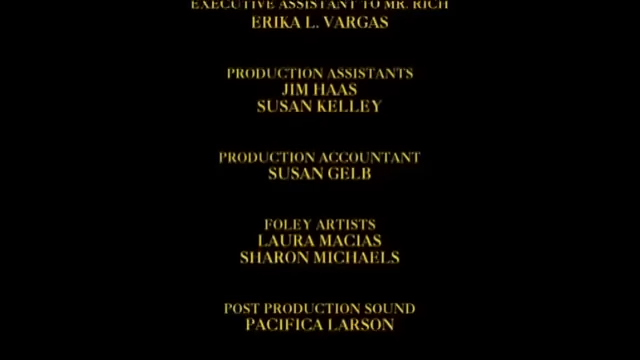 EXECUTIVE ASSISTANT TO MR. RICH
ERIKA L. VARGAS
PRODUCTION ASSISTANTS
JIM HAAS
SUSAN KELLEY
PRODUCTION ACCOUNTANT
SUSAN GELB
FOLEY ARTISTS
LAURA MACIAS
SHARON MICHAELS
POST PRODUCTION SOUND
PACIFICA LARSON